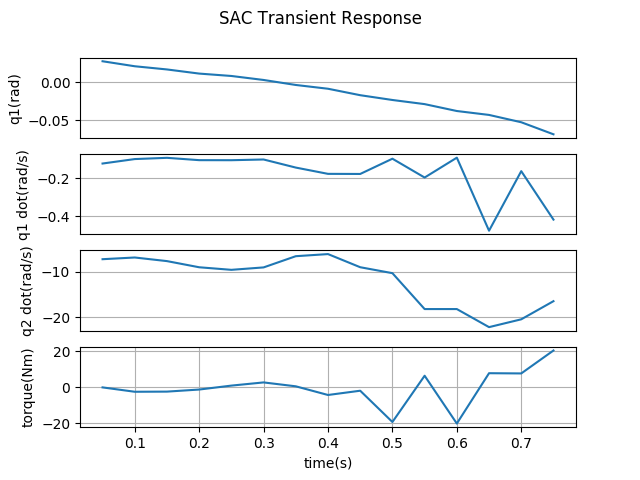 SAC Transient Response
q1(rad)
0.00
−0.05
q1 dot(rad/s)
−0.2
−0.4
q2 dot(rad/s)
−10
−20
torque(Nm)
20
0
−20
0.1 0.2 0.3 0.4 0.5 0.6 0.7
time(s)